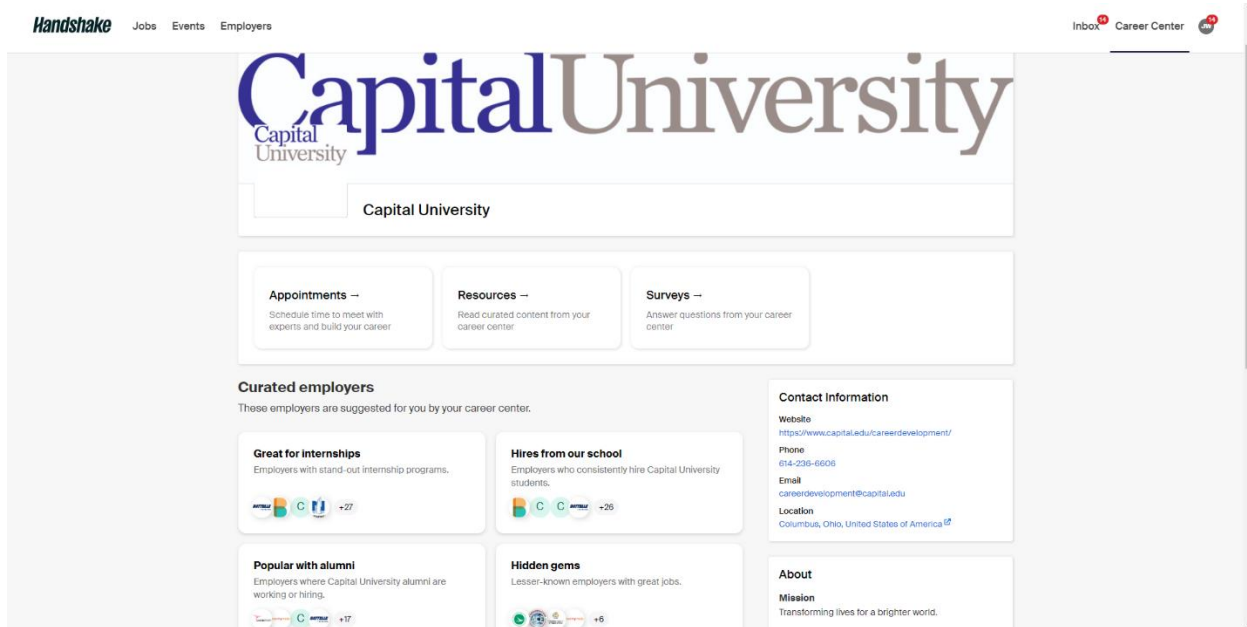 Handshake Jobs Events Employers Inbox 14 Career Center JW 14
Capital University
Capital
University
Capital University
Appointments →
Schedule time to meet with
experts and build your career
Resources →
Read curated content from your
career center
Surveys →
Answer questions from your career
center
Curated employers
These employers are suggested for you by your career center.
Great for internships
Employers with stand-out internship programs.
BATTELLE C +27
Hires from our school
Employers who consistently hire Capital University
students.
C C BATTELLE +26
Popular with alumni
Employers where Capital University alumni are
working or hiring.
C BATTELLE +17
Hidden gems
Lesser-known employers with great jobs.
+6
Contact Information
Website
https://www.capital.edu/careerdevelopment/
Phone
614-236-6606
Email
careerdevelopment@capital.edu
Location
Columbus, Ohio, United States of America
About
Mission
Transforming lives for a brighter world.